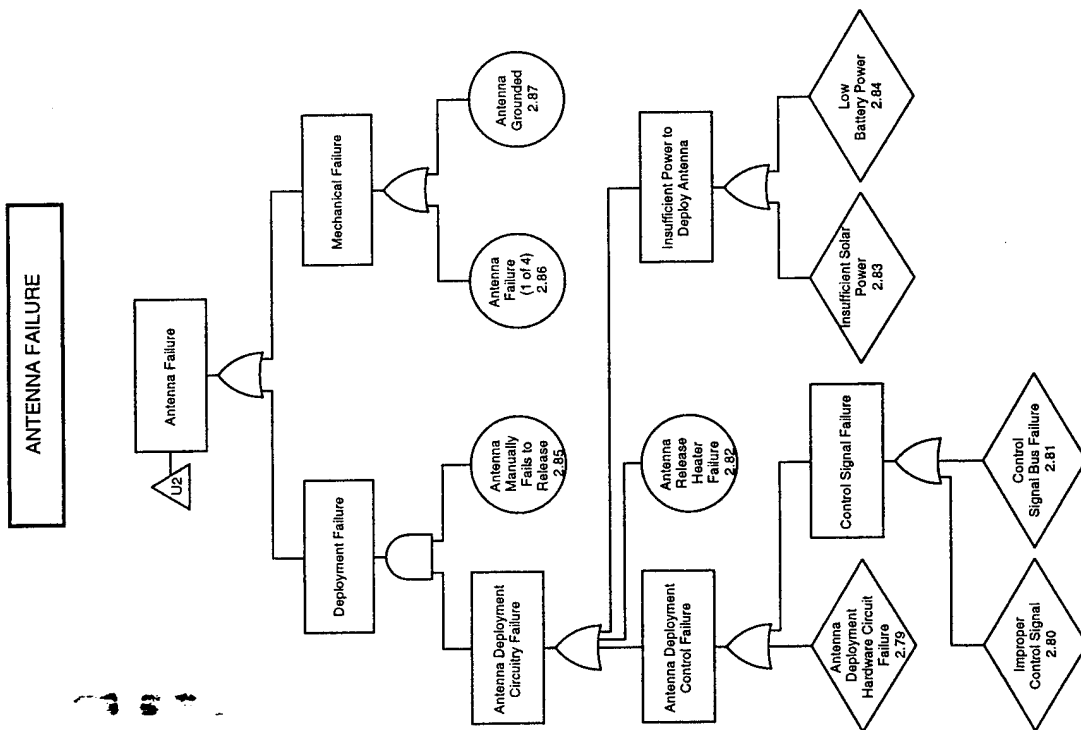 ANTENNA FAILURE
Antenna Failure
U2
Deployment Failure
Mechanical Failure
Antenna
Manually
Fails to
Release
2.85
Antenna
Failure
(1 of 4)
2.86
Antenna
Grounded
2.87
Antenna Deployment
Circuitry Failure
Antenna Deployment
Control Failure
Antenna
Release
Heater
Failure
2.82
Insufficient Power to
Deploy Antenna
Antenna
Deployment
Hardware Circuit
Failure
2.79
Control Signal Failure
Insufficient Solar
Power
2.83
Low
Battery Power
2.84
Improper
Control Signal
2.80
Control
Signal Bus Failure
2.81